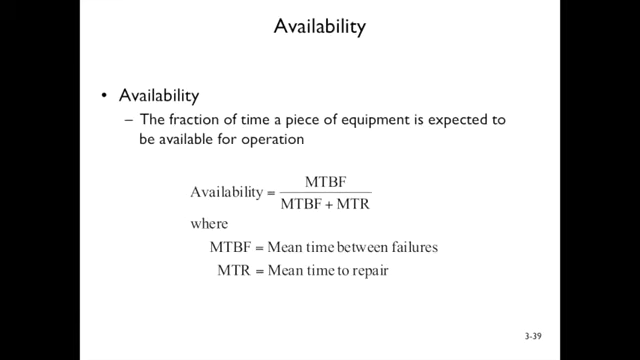 Availability
• Availability
– The fraction of time a piece of equipment is expected to
be available for operation
Availability = MTBF / (MTBF + MTR)
where
MTBF = Mean time between failures
MTR = Mean time to repair
3-39